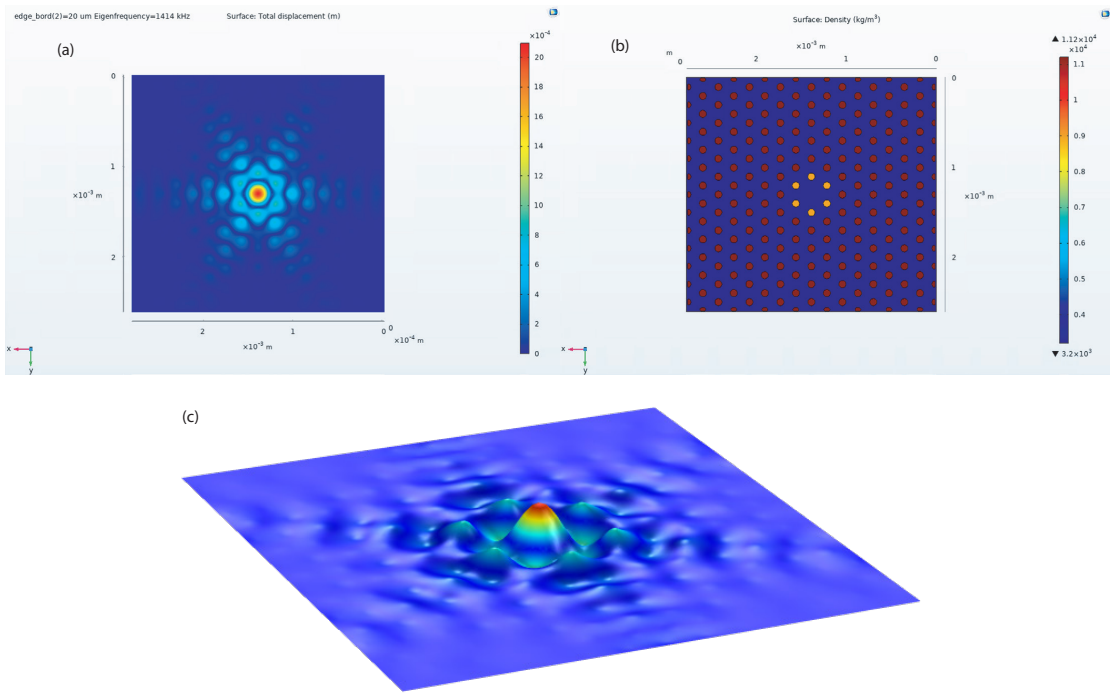 edge_bord(2)=20 um Eigenfrequency=1414 kHz Surface: Total displacement (m)
(a)
×10⁻⁴
20
18
16
14
12
10
8
6
4
2
0
0
1
×10⁻³ m
2
2
1
0
0
×10⁻³ m
×10⁻⁴ m
x
y
Surface: Density (kg/m³)
(b)
×10⁻³ m
m
0
2
1
0
0
1
×10⁻³ m
2
▲ 1.12×10⁴
×10⁴
1.1
1
0.9
0.8
0.7
0.6
0.5
0.4
▼ 3.2×10³
x
y
(c)